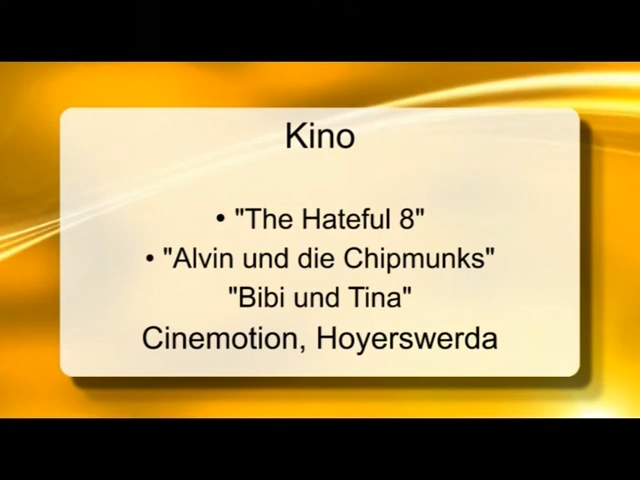 Kino
• "The Hateful 8"
• "Alvin und die Chipmunks"
"Bibi und Tina"
Cinemotion, Hoyerswerda